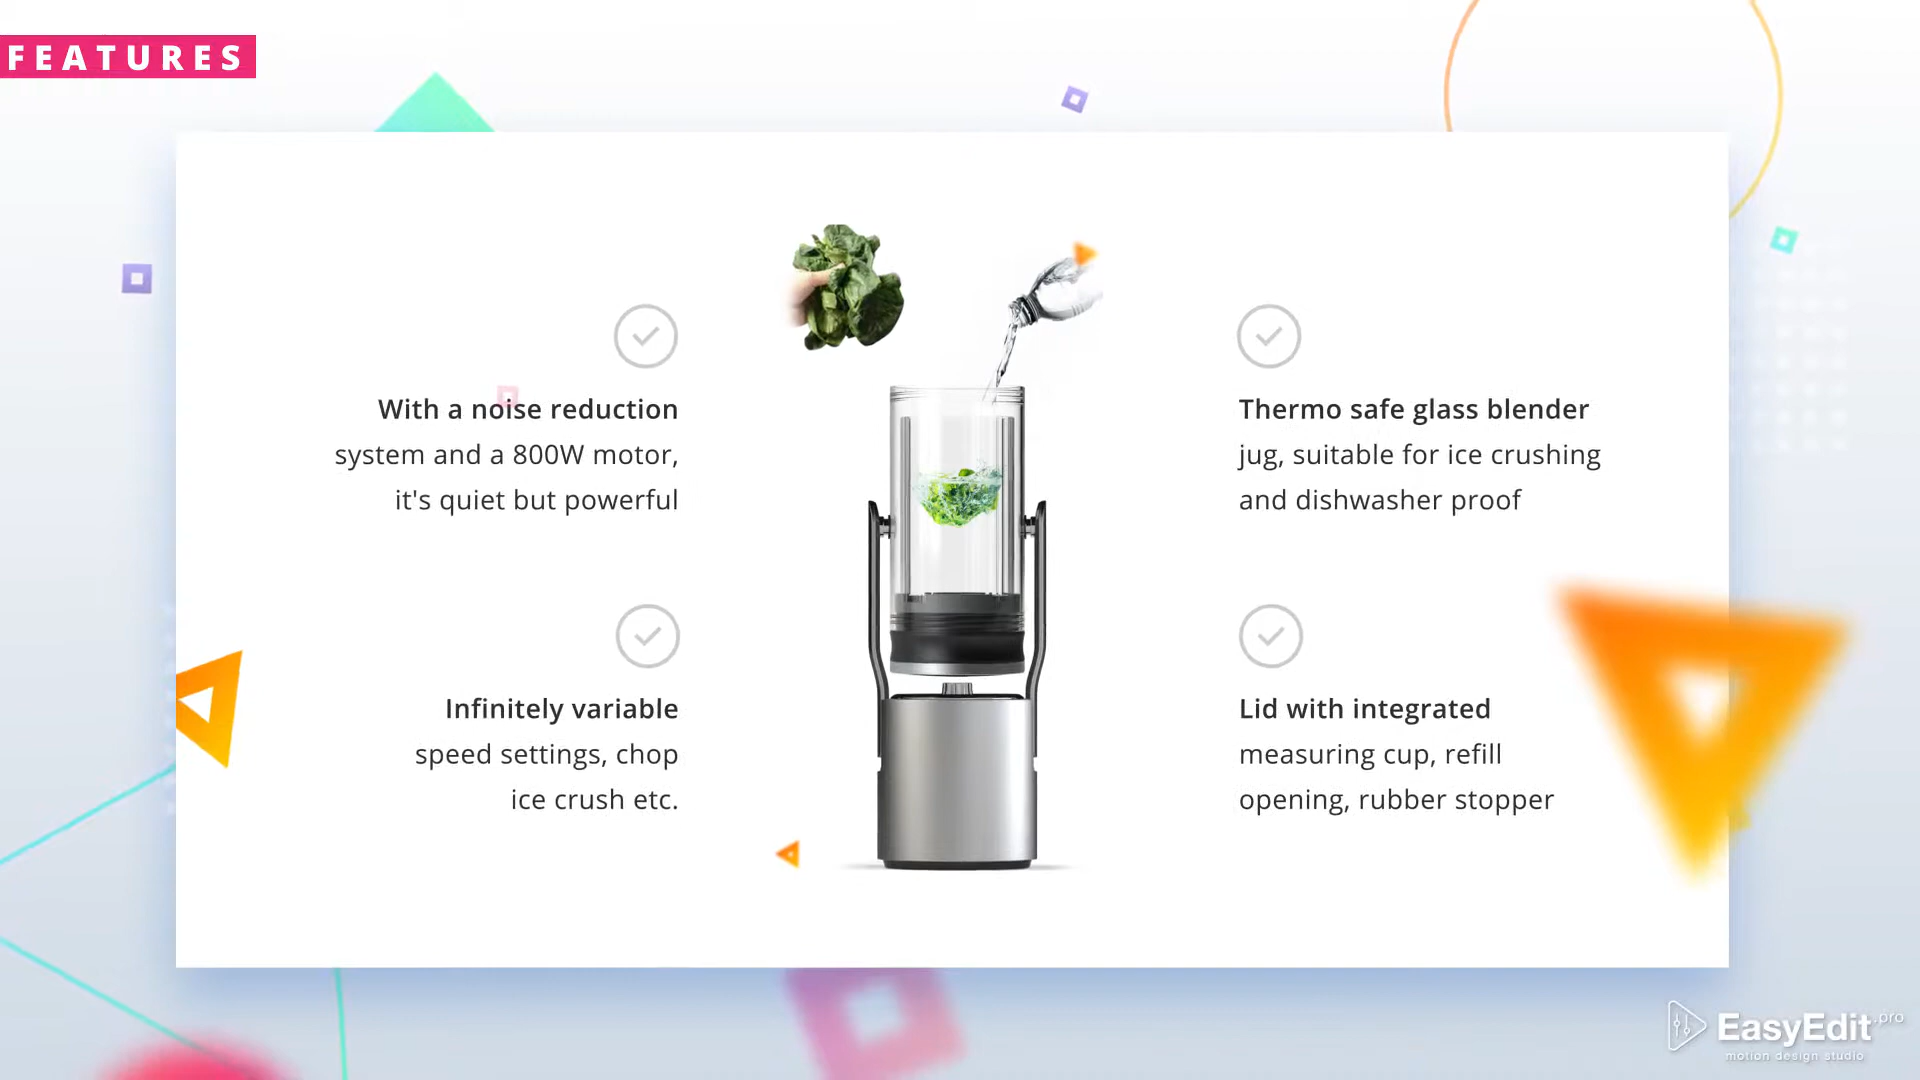 FEATURES
With a noise reduction
system and a 800W motor,
it's quiet but powerful
Thermo safe glass blender
jug, suitable for ice crushing
and dishwasher proof
Infinitely variable
speed settings, chop
ice crush etc.
Lid with integrated
measuring cup, refill
opening, rubber stopper
EasyEdit.pro
motion design studio